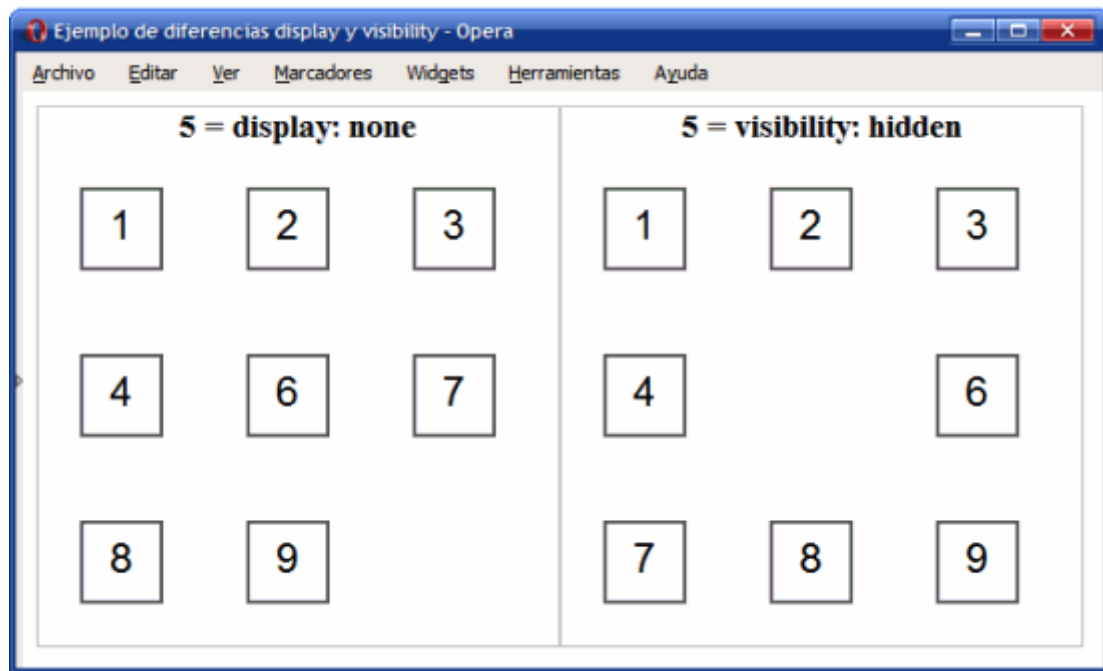 Ejemplo de diferencias display y visibility - Opera
Archivo Editar Ver Marcadores Widgets Herramientas Ayuda
5 = display: none
1 2 3
4 6 7
8 9
5 = visibility: hidden
1 2 3
4 6
7 8 9